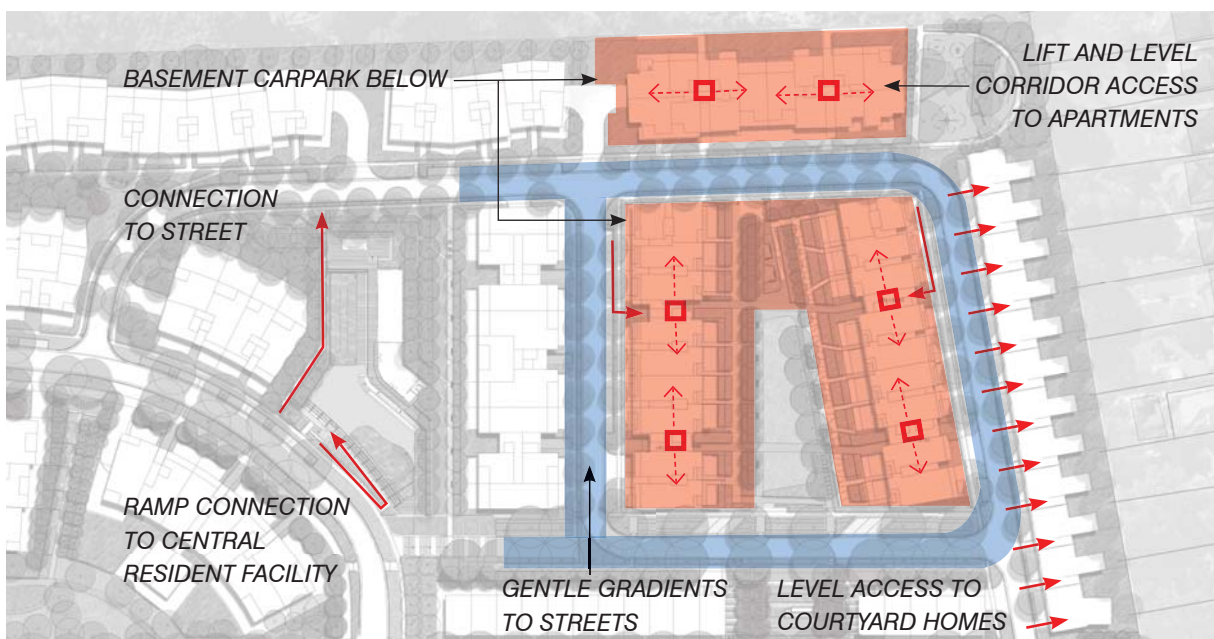 BASEMENT CARPARK BELOW
LIFT AND LEVEL
CORRIDOR ACCESS
TO APARTMENTS
CONNECTION
TO STREET
RAMP CONNECTION
TO CENTRAL
RESIDENT FACILITY
GENTLE GRADIENTS
TO STREETS
LEVEL ACCESS TO
COURTYARD HOMES